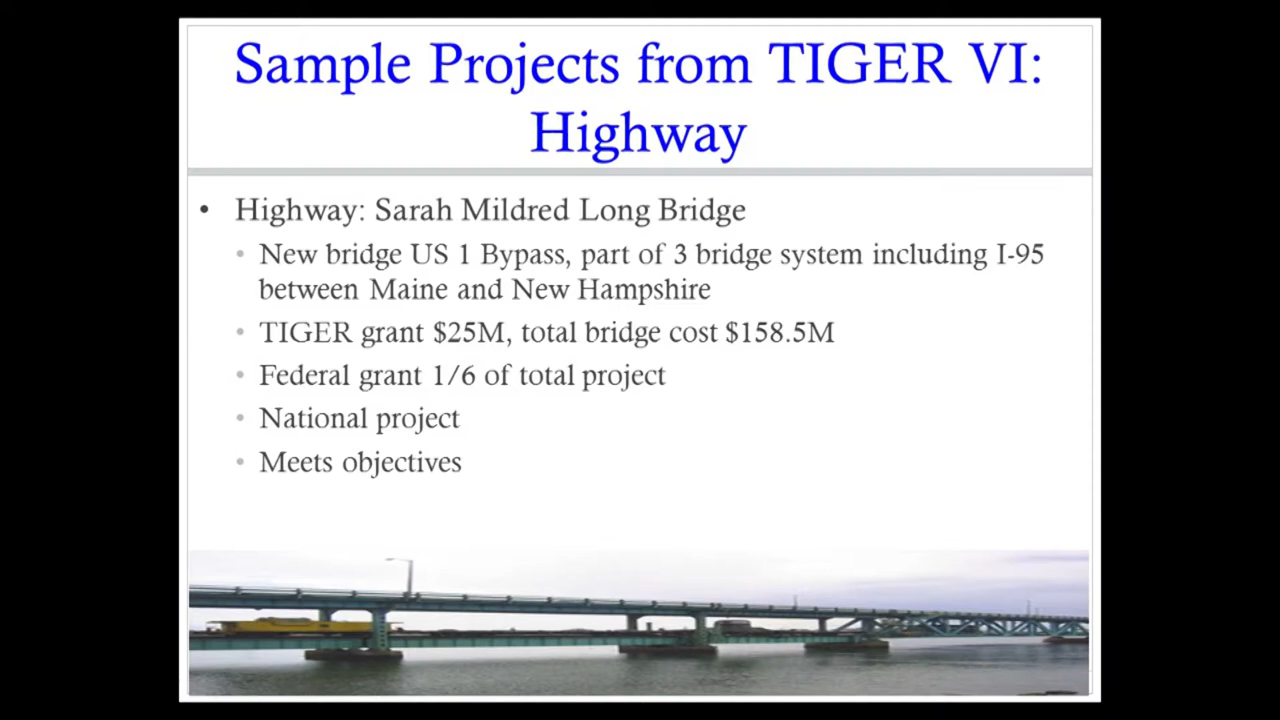 Sample Projects from TIGER VI:
Highway
• Highway: Sarah Mildred Long Bridge
• New bridge US 1 Bypass, part of 3 bridge system including I-95
between Maine and New Hampshire
• TIGER grant $25M, total bridge cost $158.5M
• Federal grant 1/6 of total project
• National project
• Meets objectives